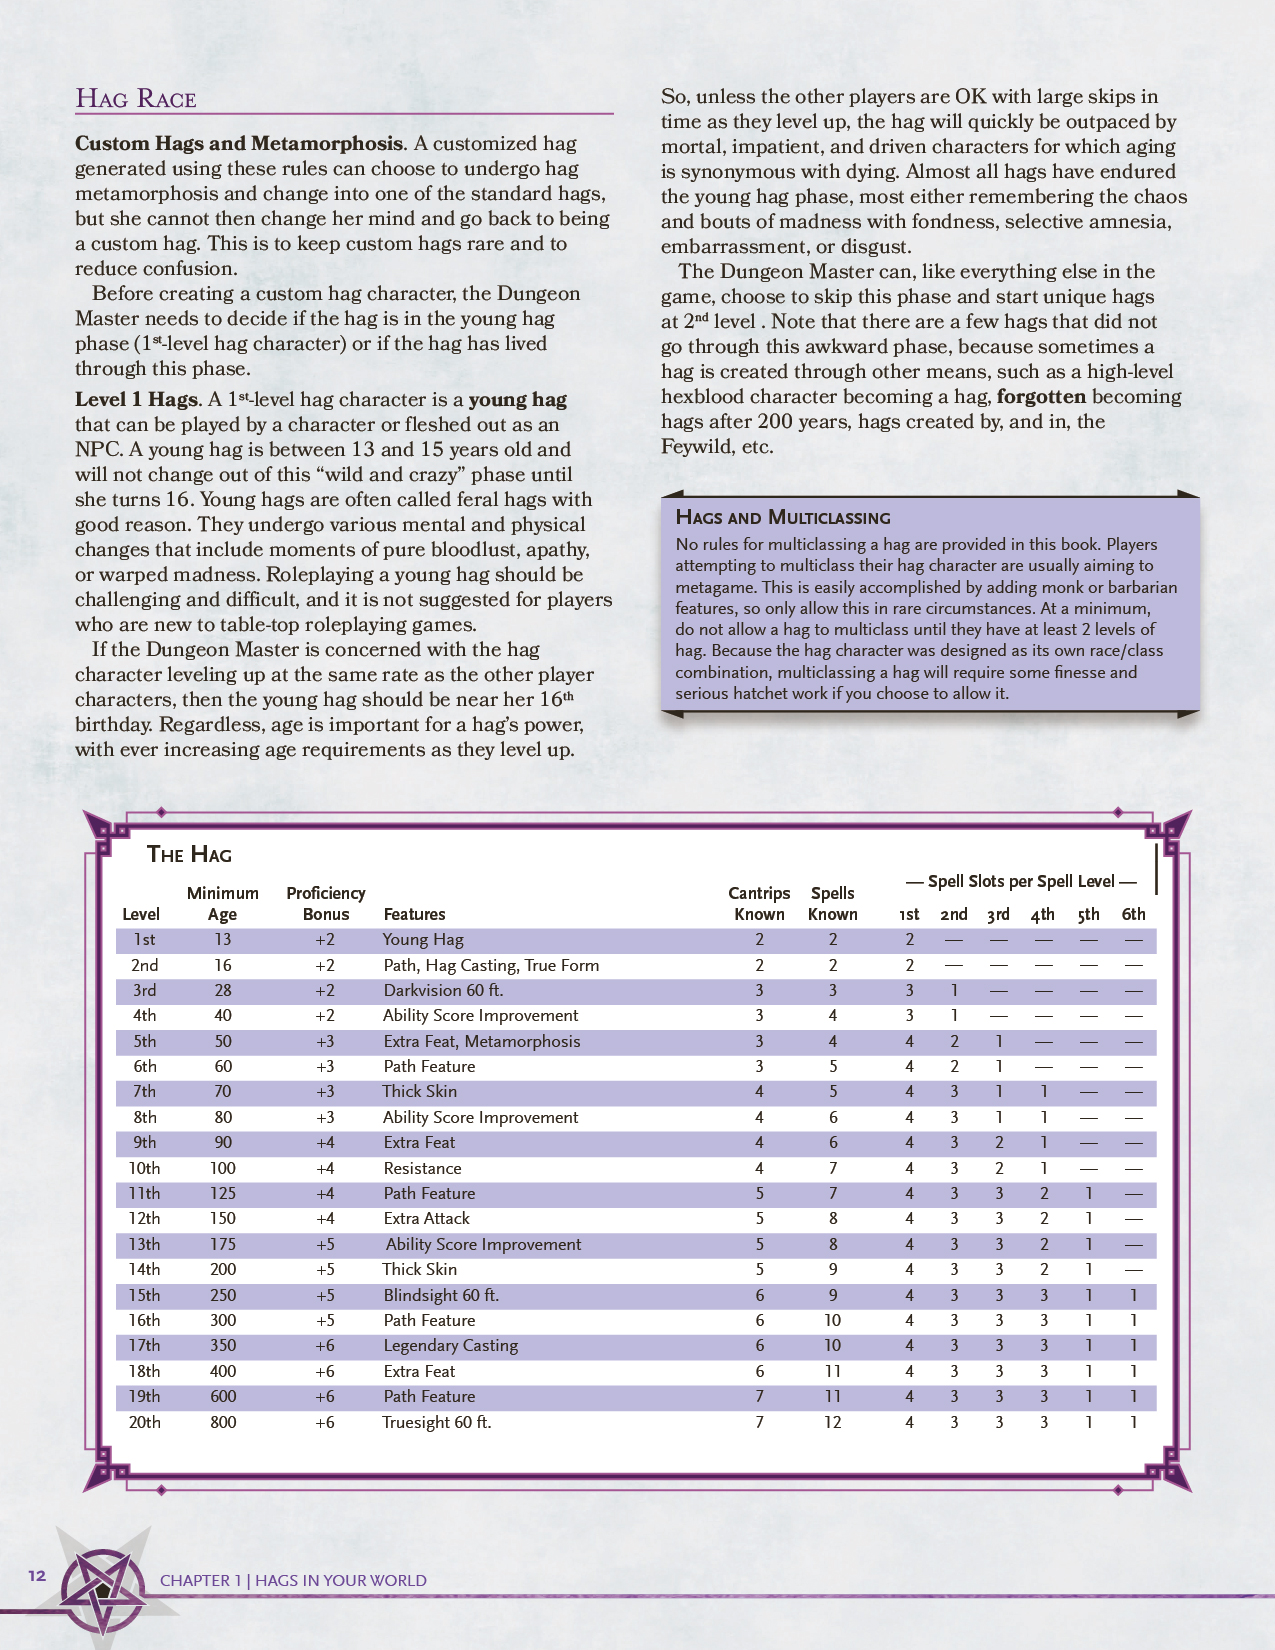 Hag Race
Custom Hags and Metamorphosis. A customized hag
generated using these rules can choose to undergo hag
metamorphosis and change into one of the standard hags,
but she cannot then change her mind and go back to being
a custom hag. This is to keep custom hags rare and to
reduce confusion.
Before creating a custom hag character, the Dungeon
Master needs to decide if the hag is in the young hag
phase (1st-level hag character) or if the hag has lived
through this phase.
Level 1 Hags. A 1st-level hag character is a young hag
that can be played by a character or fleshed out as an
NPC. A young hag is between 13 and 15 years old and
will not change out of this “wild and crazy” phase until
she turns 16. Young hags are often called feral hags with
good reason. They undergo various mental and physical
changes that include moments of pure bloodlust, apathy,
or warped madness. Roleplaying a young hag should be
challenging and difficult, and it is not suggested for players
who are new to table-top roleplaying games.
If the Dungeon Master is concerned with the hag
character leveling up at the same rate as the other player
characters, then the young hag should be near her 16th
birthday. Regardless, age is important for a hag’s power,
with ever increasing age requirements as they level up.
So, unless the other players are OK with large skips in
time as they level up, the hag will quickly be outpaced by
mortal, impatient, and driven characters for which aging
is synonymous with dying. Almost all hags have endured
the young hag phase, most either remembering the chaos
and bouts of madness with fondness, selective amnesia,
embarrassment, or disgust.
The Dungeon Master can, like everything else in the
game, choose to skip this phase and start unique hags
at 2nd level . Note that there are a few hags that did not
go through this awkward phase, because sometimes a
hag is created through other means, such as a high-level
hexblood character becoming a hag, forgotten becoming
hags after 200 years, hags created by, and in, the
Feywild, etc.
Hags and Multiclassing
No rules for multiclassing a hag are provided in this book. Players
attempting to multiclass their hag character are usually aiming to
metagame. This is easily accomplished by adding monk or barbarian
features, so only allow this in rare circumstances. At a minimum,
do not allow a hag to multiclass until they have at least 2 levels of
hag. Because the hag character was designed as its own race/class
combination, multiclassing a hag will require some finesse and
serious hatchet work if you choose to allow it.
The Hag
— Spell Slots per Spell Level —
Minimum Proficiency Cantrips Spells
Level Age Bonus Features Known Known 1st 2nd 3rd 4th 5th 6th
1st 13 +2 Young Hag 2 2 2 — — — — —
2nd 16 +2 Path, Hag Casting, True Form 2 2 2 — — — — —
3rd 28 +2 Darkvision 60 ft. 3 3 3 1 — — — —
4th 40 +2 Ability Score Improvement 3 4 3 1 — — — —
5th 50 +3 Extra Feat, Metamorphosis 3 4 4 2 1 — — —
6th 60 +3 Path Feature 3 5 4 2 1 — — —
7th 70 +3 Thick Skin 4 5 4 3 1 1 — —
8th 80 +3 Ability Score Improvement 4 6 4 3 1 1 — —
9th 90 +4 Extra Feat 4 6 4 3 2 1 — —
10th 100 +4 Resistance 4 7 4 3 2 1 — —
11th 125 +4 Path Feature 5 7 4 3 3 2 1 —
12th 150 +4 Extra Attack 5 8 4 3 3 2 1 —
13th 175 +5 Ability Score Improvement 5 8 4 3 3 2 1 —
14th 200 +5 Thick Skin 5 9 4 3 3 2 1 —
15th 250 +5 Blindsight 60 ft. 6 9 4 3 3 3 1 1
16th 300 +5 Path Feature 6 10 4 3 3 3 1 1
17th 350 +6 Legendary Casting 6 10 4 3 3 3 1 1
18th 400 +6 Extra Feat 6 11 4 3 3 3 1 1
19th 600 +6 Path Feature 7 11 4 3 3 3 1 1
20th 800 +6 Truesight 60 ft. 7 12 4 3 3 3 1 1
12
CHAPTER 1 | HAGS IN YOUR WORLD